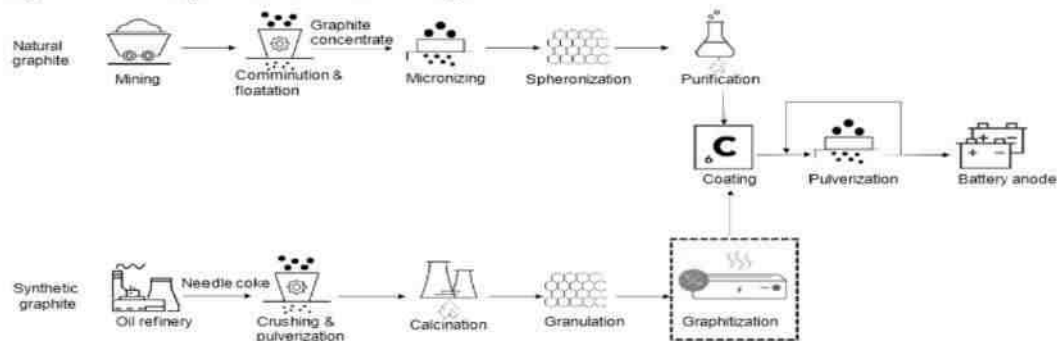 Natural
graphite
Mining
Comminution &
floatation
Graphite
concentrate
Micronizing
Spheronization
Purification
C
6
Coating
Pulverization
+ −
+ −
Battery anode
Synthetic
graphite
Oil refinery
Needle coke
Crushing &
pulverization
Calcination
Granulation
Graphitization